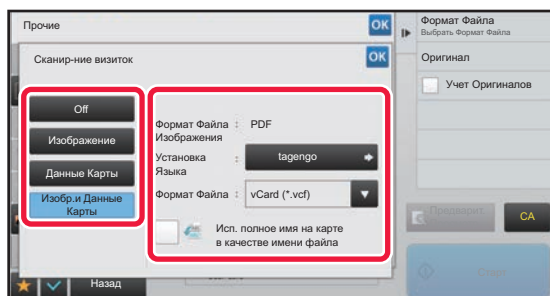 Прочие
OK
Формат Файла
Выбрать Формат Файла
Сканир-ние визиток
OK
Оригинал
Учет Оригиналов
Off
Изображение
Данные Карты
Изобр.и Данные
Карты
Формат Файла : PDF
Изображения
Установка : tagengo
Языка
Формат Файла : vCard (*.vcf)
Исп. полное имя на карте
в качестве имени файла
Предварит.
CA
Назад
Старт